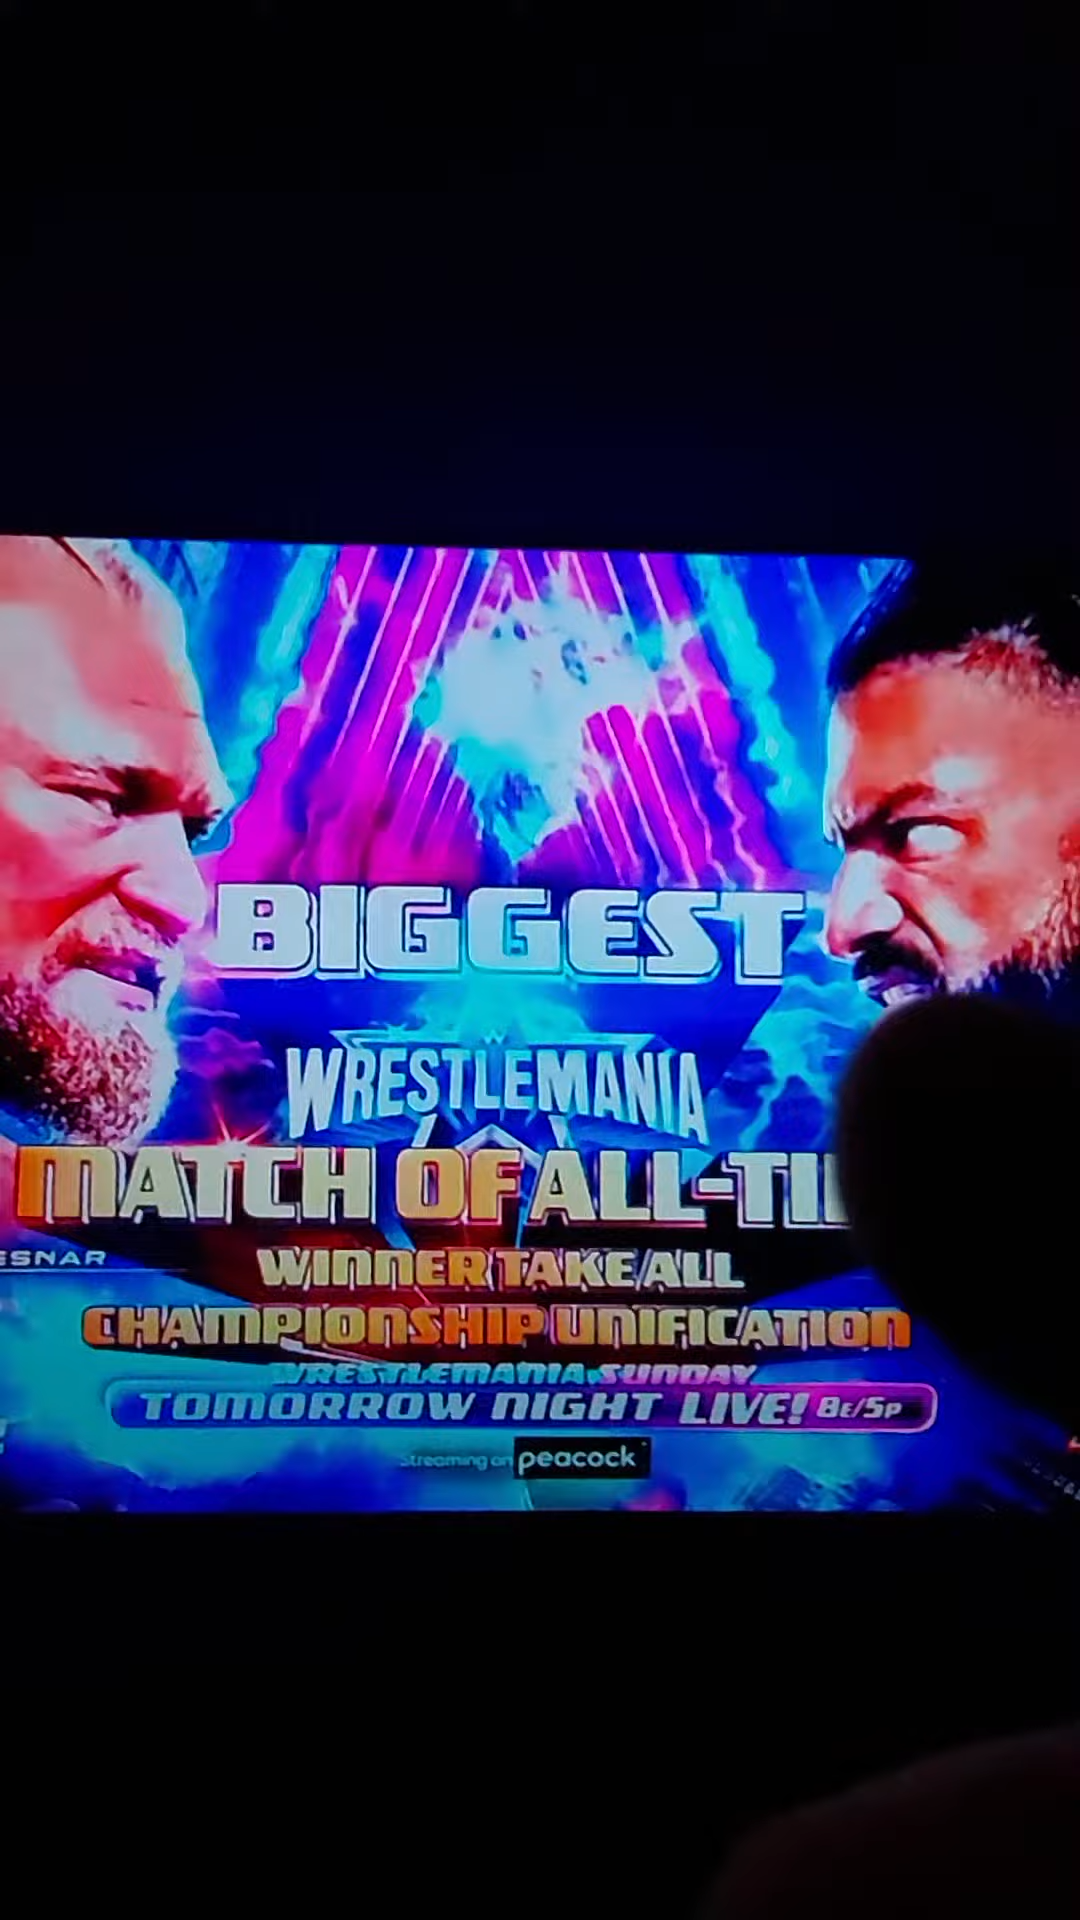 BIGGEST
WRESTLEMANIA
MATCH OF ALL-TI
ESNAR
WINNER TAKE ALL
CHAMPIONSHIP UNIFICATION
WRESTLEMANIA SUNDAY
TOMORROW NIGHT LIVE! 8E/5P
Streaming on peacock